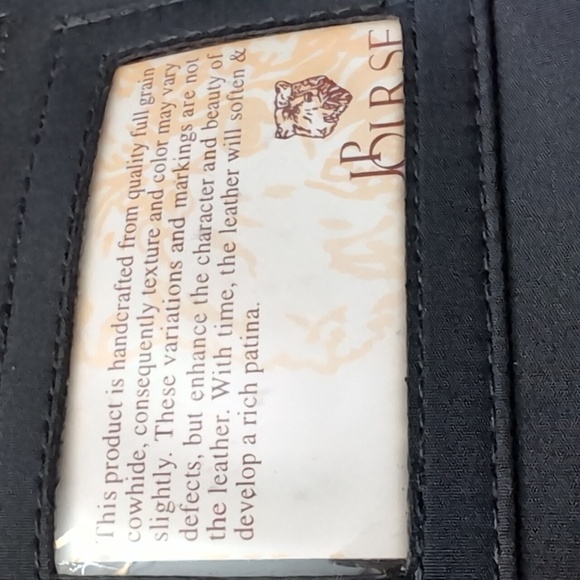 This product is handcrafted from quality full grain
cowhide, consequently texture and color may vary
slightly. These variations and markings are not
defects, but enhance the character and beauty of
the leather. With time, the leather will soften &
develop a rich patina.